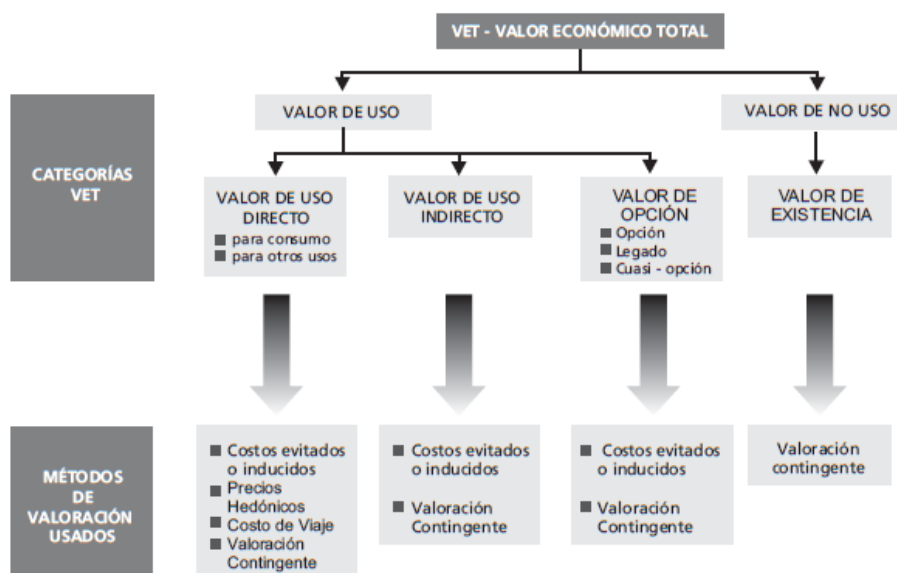 VET - VALOR ECONÓMICO TOTAL
VALOR DE USO
VALOR DE NO USO
CATEGORÍAS
VET
VALOR DE USO
DIRECTO
para consumo
para otros usos
VALOR DE USO
INDIRECTO
VALOR DE
OPCIÓN
Opción
Legado
Cuasi - opción
VALOR DE
EXISTENCIA
MÉTODOS
DE
VALORACIÓN
USADOS
Costos evitados
o inducidos
Precios
Hedónicos
Costo de Viaje
Valoración
Contingente
Costos evitados
o inducidos
Valoración
Contingente
Costos evitados
o inducidos
Valoración
Contingente
Valoración
contingente